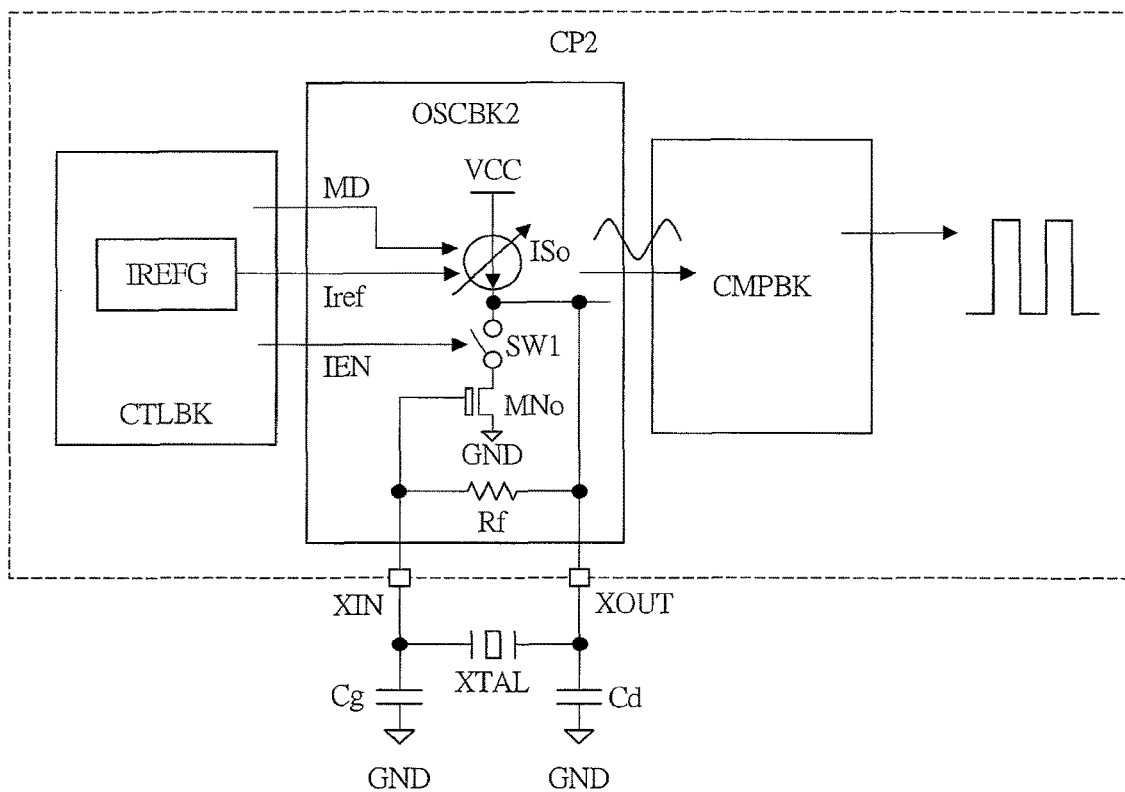 CP2
OSCBK2
VCC
MD
ISo
IREFG
Iref
CMPBK
SW1
IEN
MNo
CTLBK
GND
Rf
XIN
XOUT
XTAL
Cg
Cd
GND
GND